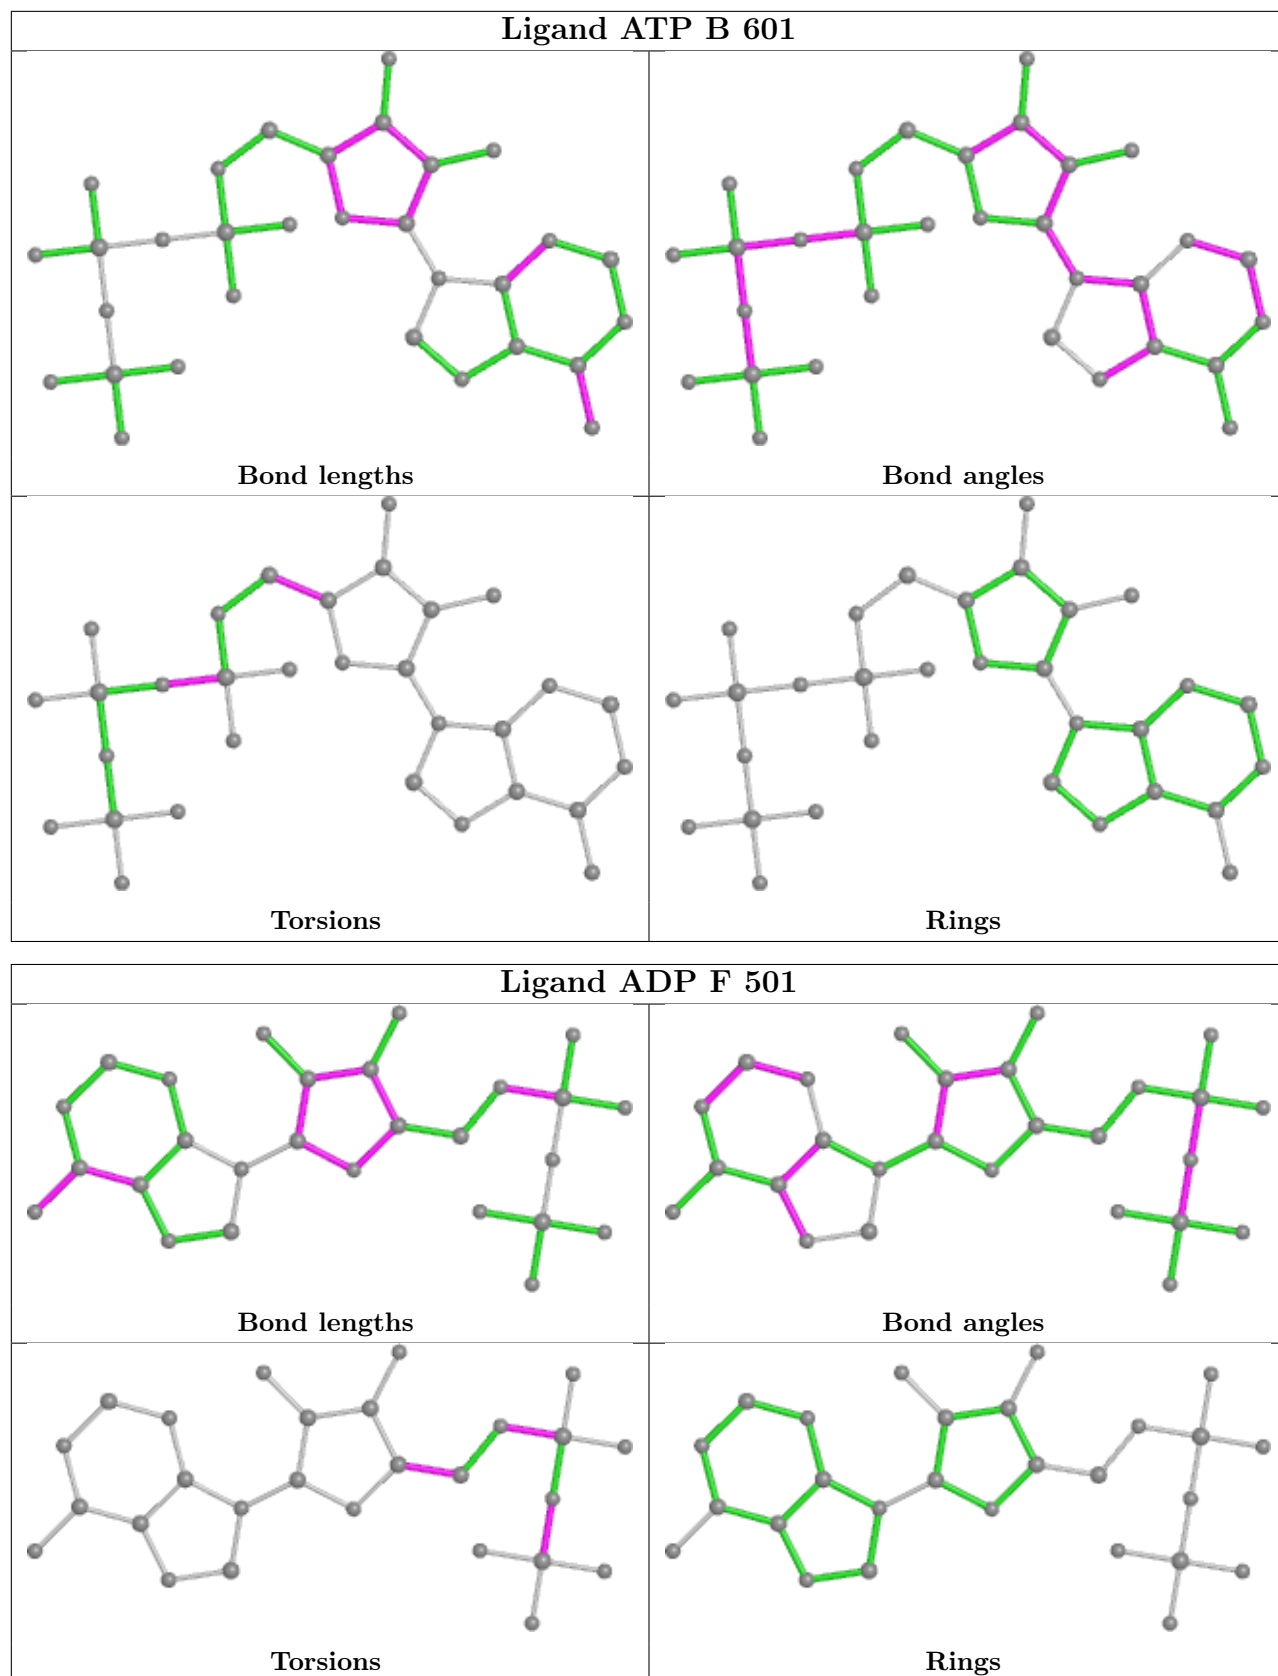 Ligand ATP B 601
Bond lengths
Bond angles
Torsions
Rings
Ligand ADP F 501
Bond lengths
Bond angles
Torsions
Rings